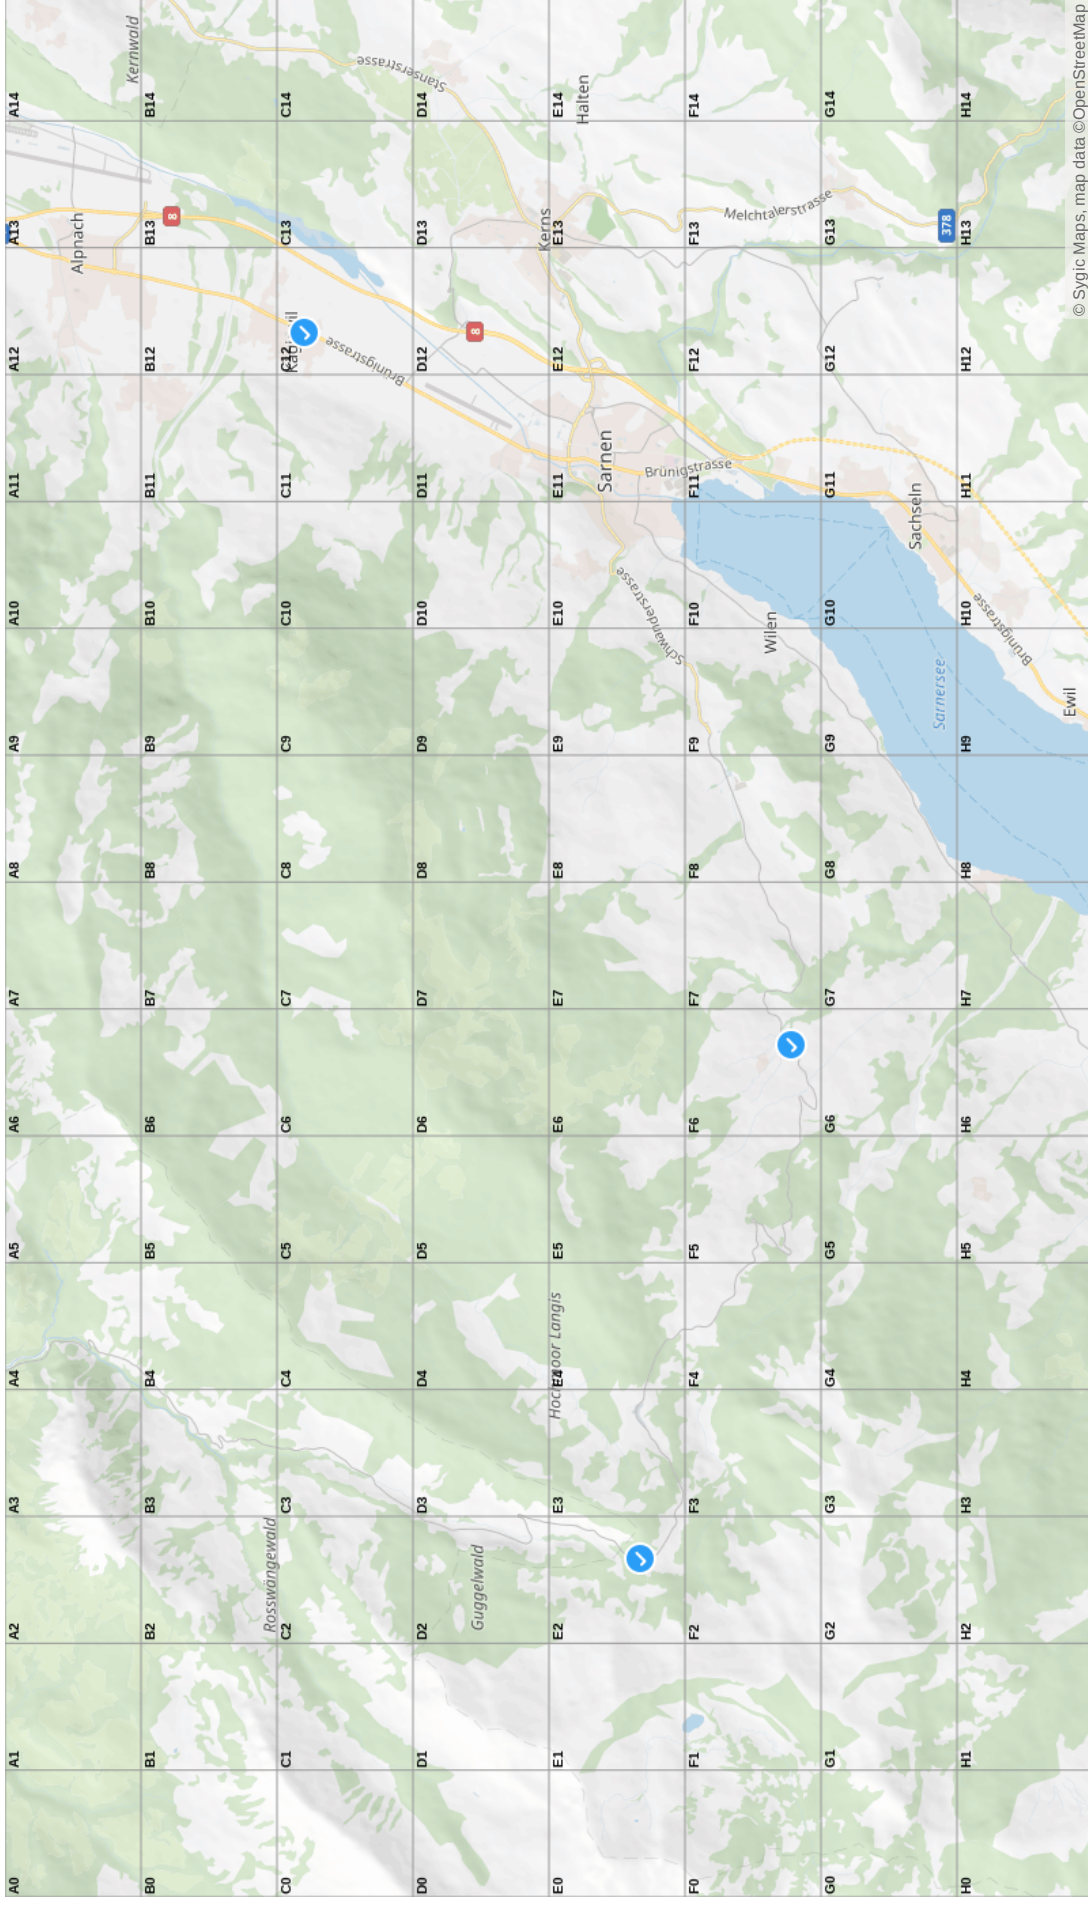 A0 A1 A2 A3 A4 A5 A6 A7 A8 A9 A10 A11 A12 A13 A14
Alpnach
Kernwald
B0 B1 B2 B3 B4 B5 B6 B7 B8 B9 B10 B11 B12 B13 B14
8
Rosswängewald
C0 C1 C2 C3 C4 C5 C6 C7 C8 C9 C10 C11 C12 C13 C14
Brünigstrasse
Stanserstrasse
D0 D1 D2 D3 D4 D5 D6 D7 D8 D9 D10 D11 D12 D13 D14
Guggelwald
8
Kerns
Hochmoor Langis
E0 E1 E2 E3 E4 E5 E6 E7 E8 E9 E10 E11 E12 E13 E14
Halten
Sarnen
Schwanderstrasse
Brünigstrasse
F0 F1 F2 F3 F4 F5 F6 F7 F8 F9 F10 F11 F12 F13 F14
Wilen
Melchtalerstrasse
G0 G1 G2 G3 G4 G5 G6 G7 G8 G9 G10 G11 G12 G13 G14
Sachseln
Sarnersee
378
H0 H1 H2 H3 H4 H5 H6 H7 H8 H9 H10 H11 H12 H13 H14
Brünigstrasse
Ewil
© Sygic Maps, map data ©OpenStreetMap